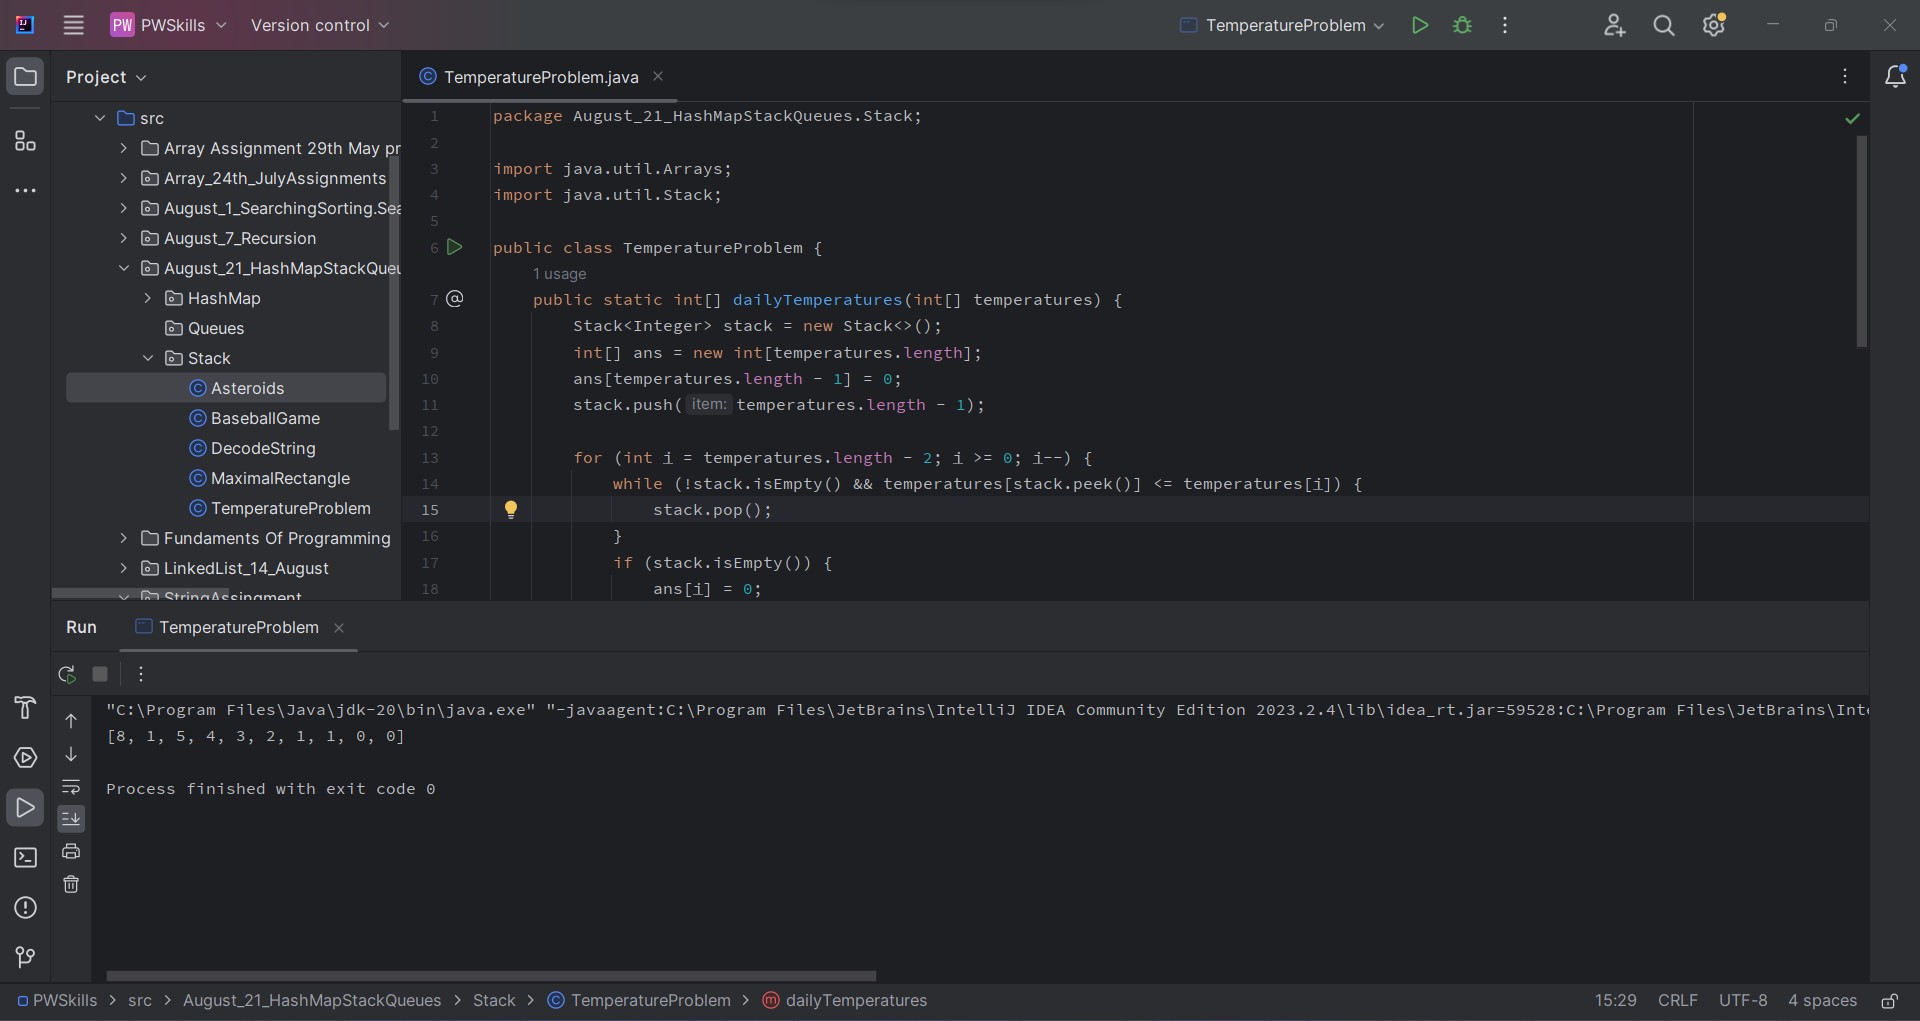 PW PWSkills Version control TemperatureProblem
Project
TemperatureProblem.java
src
Array Assignment 29th May pr
Array_24th_JulyAssignments
August_1_SearchingSorting.Sea
August_7_Recursion
August_21_HashMapStackQueu
HashMap
Queues
Stack
Asteroids
BaseballGame
DecodeString
MaximalRectangle
TemperatureProblem
Fundaments Of Programming
LinkedList_14_August
StringAssingment
1 package August_21_HashMapStackQueues.Stack;
2
3 import java.util.Arrays;
4 import java.util.Stack;
5
6 public class TemperatureProblem {
1 usage
7 @ public static int[] dailyTemperatures(int[] temperatures) {
8 Stack<Integer> stack = new Stack<>();
9 int[] ans = new int[temperatures.length];
10 ans[temperatures.length - 1] = 0;
11 stack.push( item: temperatures.length - 1);
12
13 for (int i = temperatures.length - 2; i >= 0; i--) {
14 while (!stack.isEmpty() && temperatures[stack.peek()] <= temperatures[i]) {
15 stack.pop();
16 }
17 if (stack.isEmpty()) {
18 ans[i] = 0;
Run TemperatureProblem
"C:\Program Files\Java\jdk-20\bin\java.exe" "-javaagent:C:\Program Files\JetBrains\IntelliJ IDEA Community Edition 2023.2.4\lib\idea_rt.jar=59528:C:\Program Files\JetBrains\Inte
[8, 1, 5, 4, 3, 2, 1, 1, 0, 0]
Process finished with exit code 0
PWSkills > src > August_21_HashMapStackQueues > Stack > TemperatureProblem > dailyTemperatures 15:29 CRLF UTF-8 4 spaces